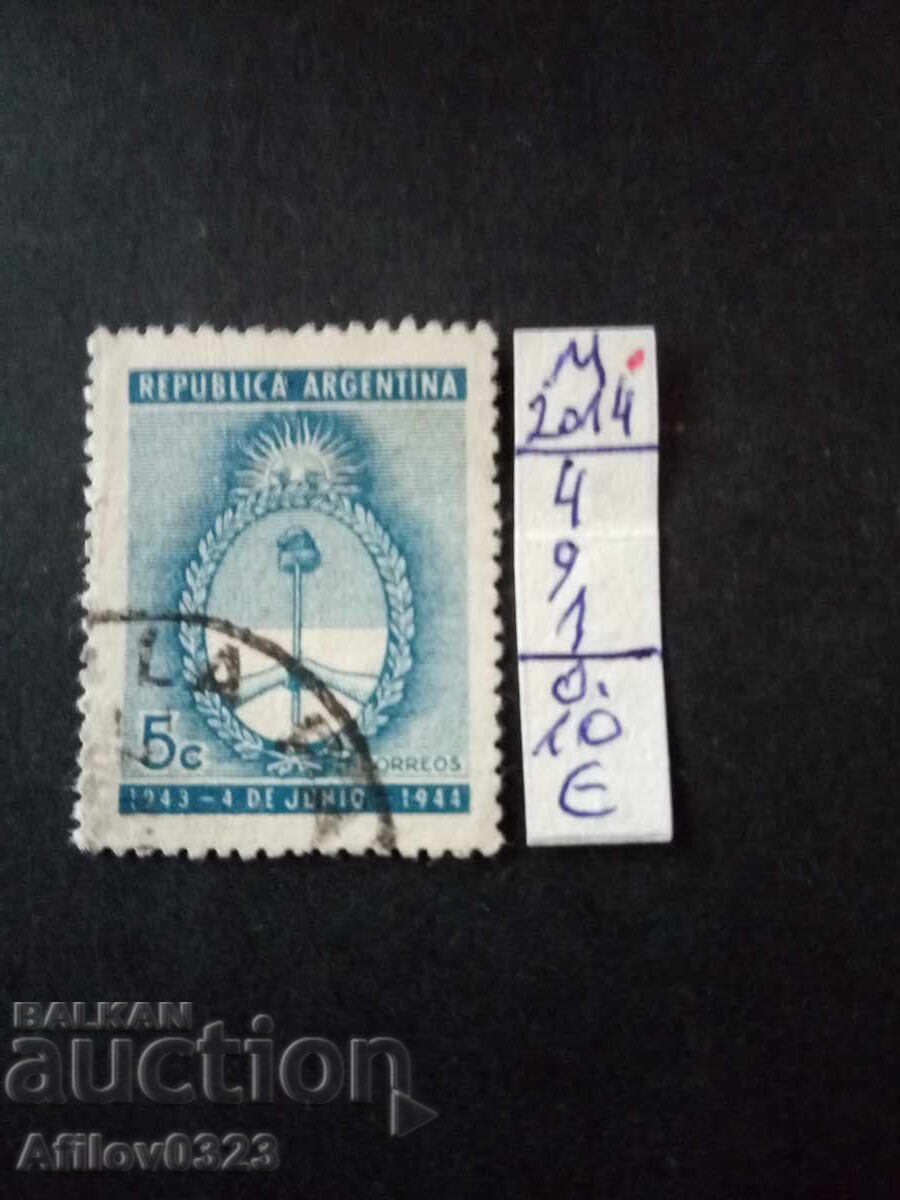 REPUBLICA ARGENTINA
5c
CORREOS
1943 - 4 DE JUNIO - 1944
M
2014
4
9
1
0.
10
€
BALKAN
auction
Afilov0323